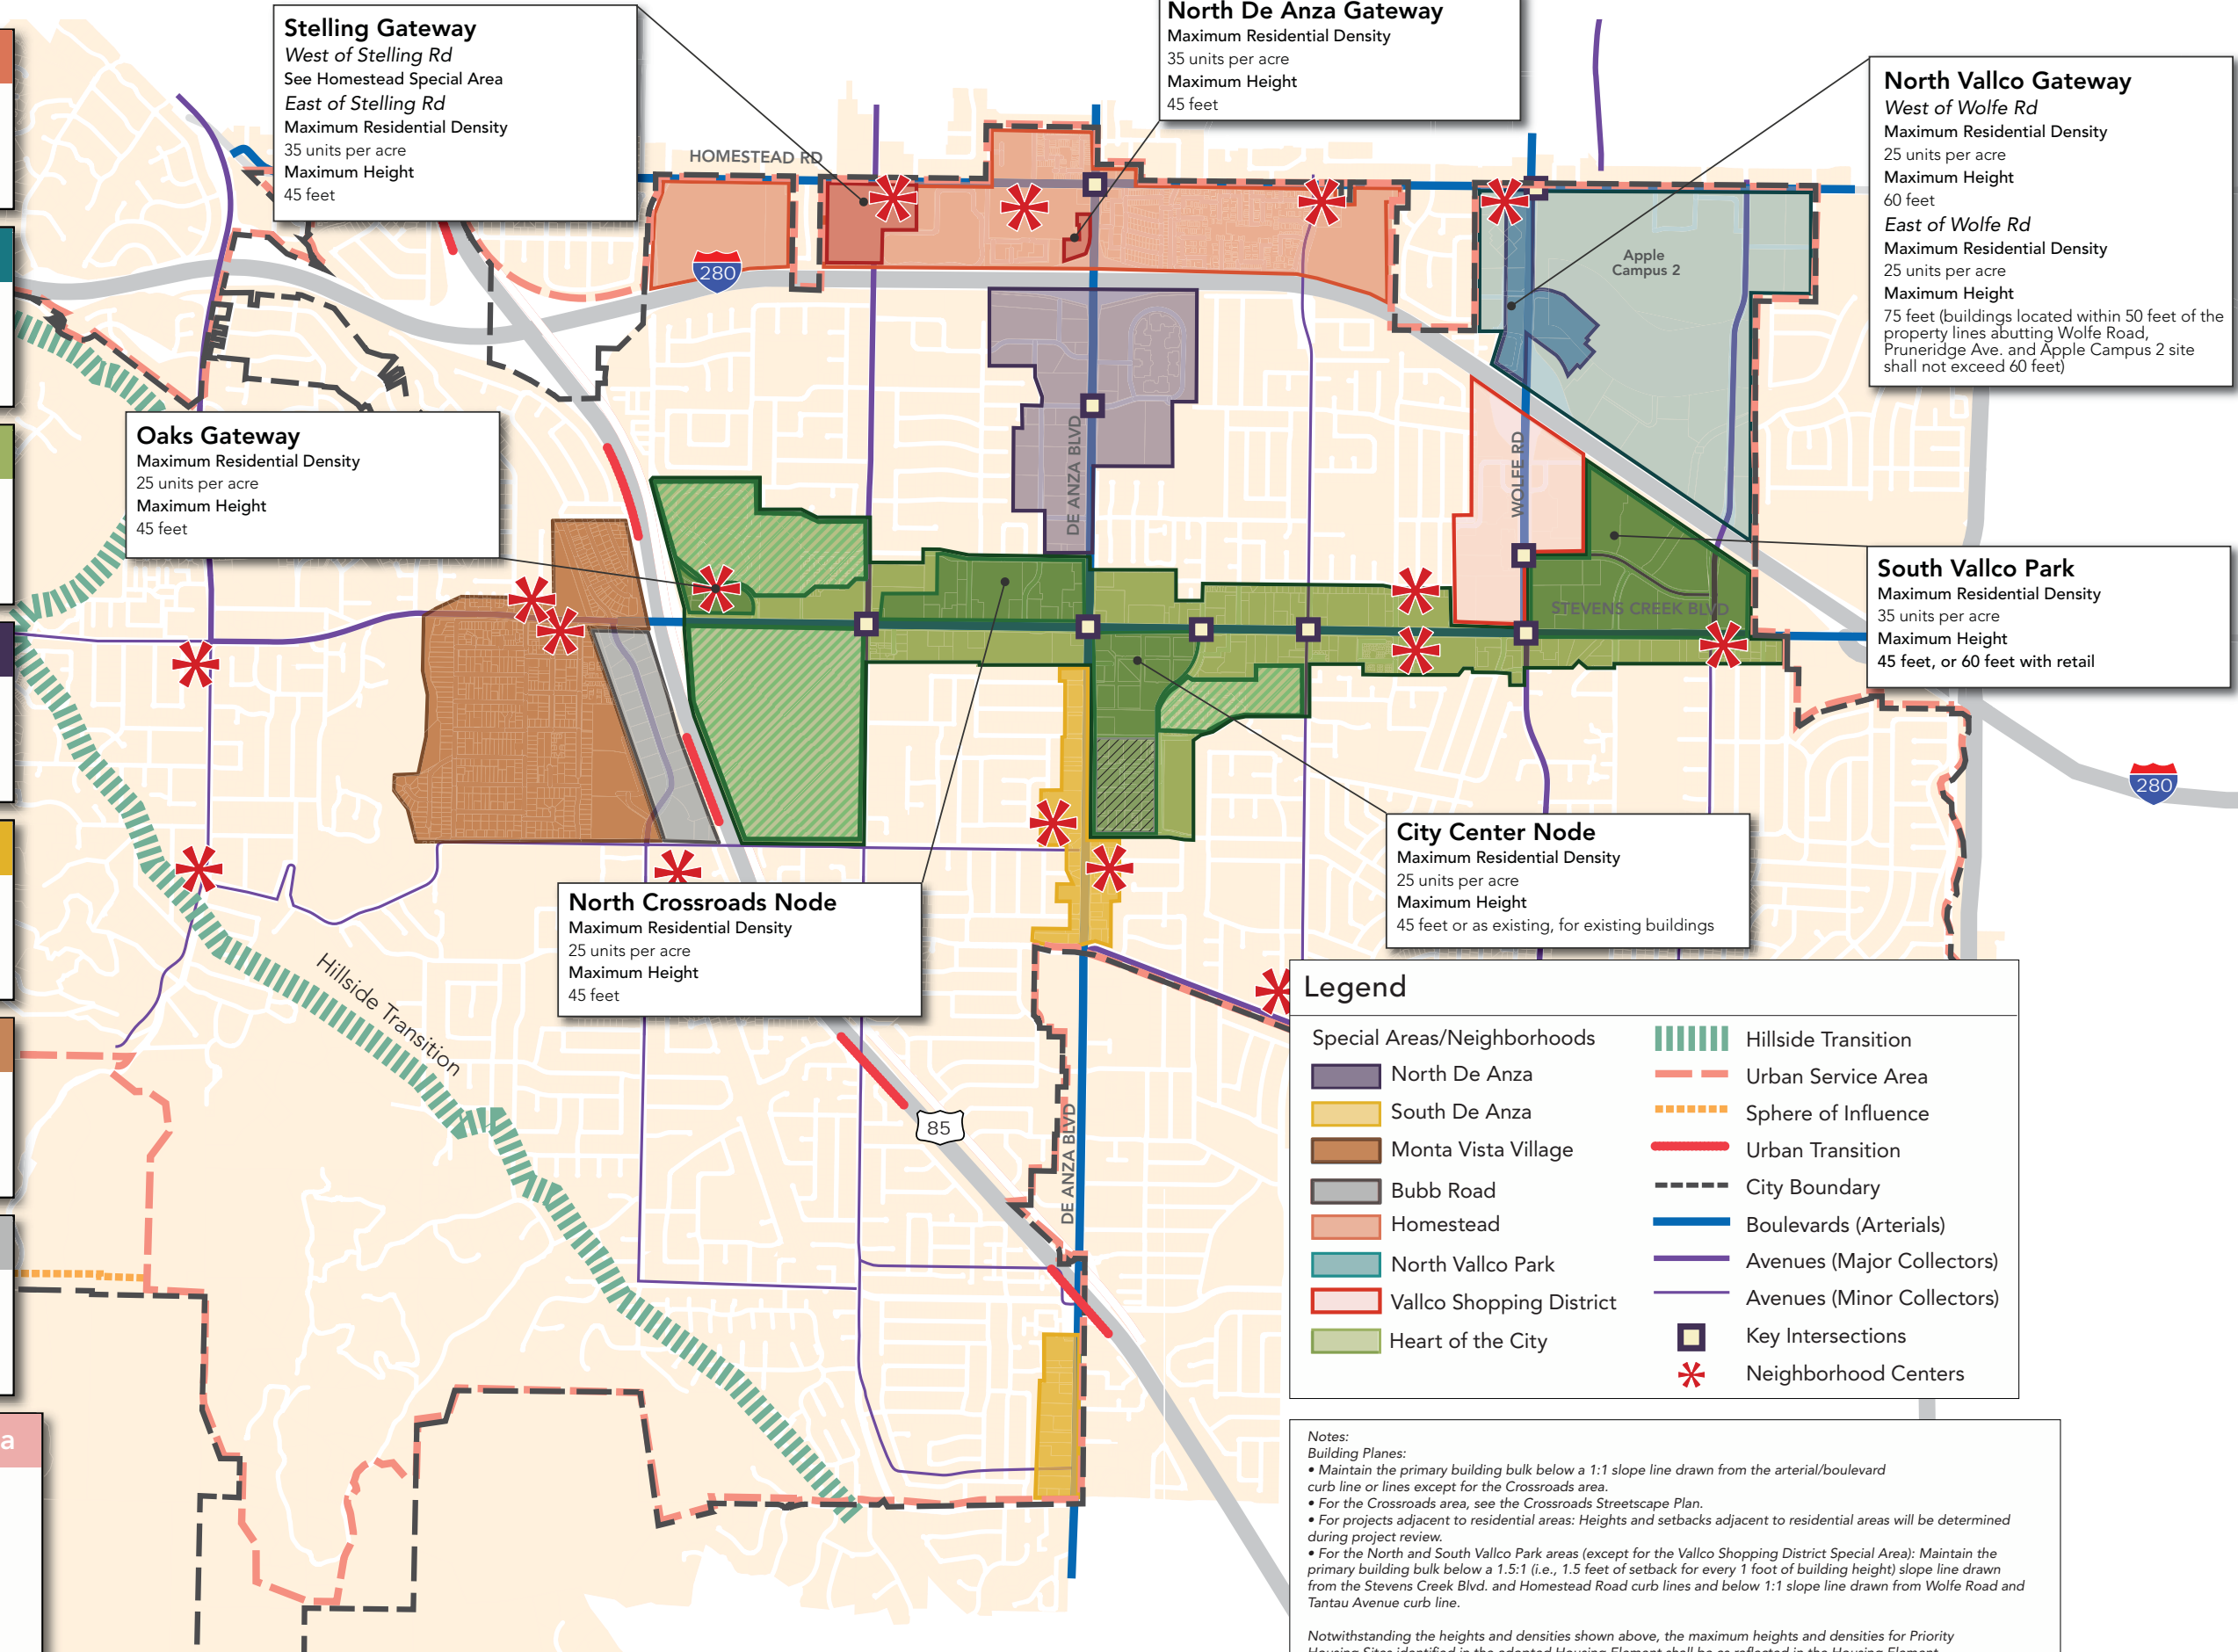 Stelling Gateway
West of Stelling Rd
See Homestead Special Area
East of Stelling Rd
Maximum Residential Density
35 units per acre
Maximum Height
45 feet
North De Anza Gateway
Maximum Residential Density
35 units per acre
Maximum Height
45 feet
North Vallco Gateway
West of Wolfe Rd
Maximum Residential Density
25 units per acre
Maximum Height
60 feet
East of Wolfe Rd
Maximum Residential Density
25 units per acre
Maximum Height
75 feet (buildings located within 50 feet of the
property lines abutting Wolfe Road,
Pruneridge Ave. and Apple Campus 2 site
shall not exceed 60 feet)
HOMESTEAD RD
280
Apple
Campus 2
Oaks Gateway
Maximum Residential Density
25 units per acre
Maximum Height
45 feet
DE ANZA BLVD
WOLFE RD
STEVENS CREEK BLVD
South Vallco Park
Maximum Residential Density
35 units per acre
Maximum Height
45 feet, or 60 feet with retail
280
City Center Node
Maximum Residential Density
25 units per acre
Maximum Height
45 feet or as existing, for existing buildings
North Crossroads Node
Maximum Residential Density
25 units per acre
Maximum Height
45 feet
Hillside Transition
85
DE ANZA BLVD
a
Legend
Special Areas/Neighborhoods
North De Anza
South De Anza
Monta Vista Village
Bubb Road
Homestead
North Vallco Park
Vallco Shopping District
Heart of the City
Hillside Transition
Urban Service Area
Sphere of Influence
Urban Transition
City Boundary
Boulevards (Arterials)
Avenues (Major Collectors)
Avenues (Minor Collectors)
Key Intersections
Neighborhood Centers
Notes:
Building Planes:
• Maintain the primary building bulk below a 1:1 slope line drawn from the arterial/boulevard
curb line or lines except for the Crossroads area.
• For the Crossroads area, see the Crossroads Streetscape Plan.
• For projects adjacent to residential areas: Heights and setbacks adjacent to residential areas will be determined
during project review.
• For the North and South Vallco Park areas (except for the Vallco Shopping District Special Area): Maintain the
primary building bulk below a 1.5:1 (i.e., 1.5 feet of setback for every 1 foot of building height) slope line drawn
from the Stevens Creek Blvd. and Homestead Road curb lines and below 1:1 slope line drawn from Wolfe Road and
Tantau Avenue curb line.
Notwithstanding the heights and densities shown above, the maximum heights and densities for Priority
Housing Sites identified in the adopted Housing Element shall be as reflected in the Housing Element.